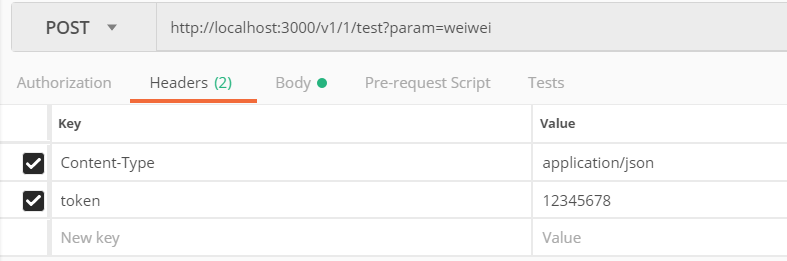 POST http://localhost:3000/v1/1/test?param=weiwei
Authorization Headers (2) Body Pre-request Script Tests
Key Value
Content-Type application/json
token 12345678
New key Value